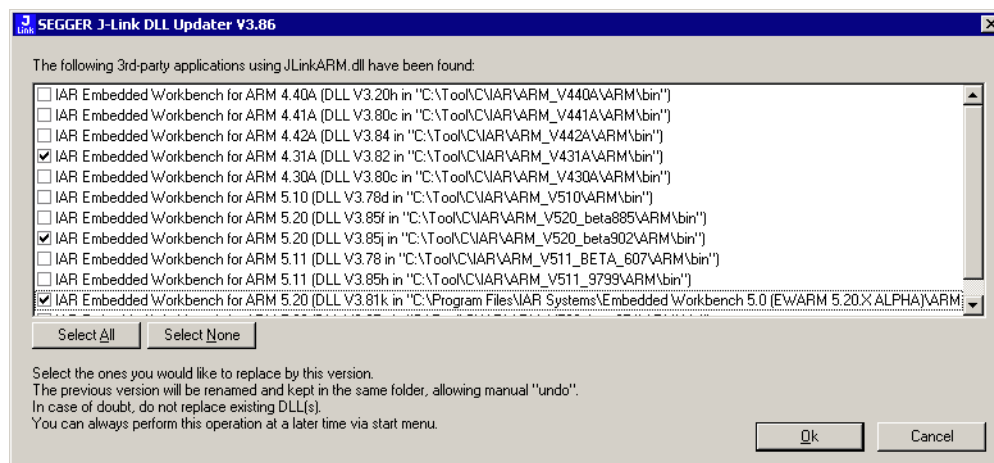 J Link
SEGGER J-Link DLL Updater V3.86
The following 3rd-party applications using JLinkARM.dll have been found:
IAR Embedded Workbench for ARM 4.40A (DLL V3.20h in "C:\Tool\C\IAR\ARM_V440A\ARM\bin")
IAR Embedded Workbench for ARM 4.41A (DLL V3.80c in "C:\Tool\C\IAR\ARM_V441A\ARM\bin")
IAR Embedded Workbench for ARM 4.42A (DLL V3.84 in "C:\Tool\C\IAR\ARM_V442A\ARM\bin")
IAR Embedded Workbench for ARM 4.31A (DLL V3.82 in "C:\Tool\C\IAR\ARM_V431A\ARM\bin")
IAR Embedded Workbench for ARM 4.30A (DLL V3.80c in "C:\Tool\C\IAR\ARM_V430A\ARM\bin")
IAR Embedded Workbench for ARM 5.10 (DLL V3.78d in "C:\Tool\C\IAR\ARM_V510\ARM\bin")
IAR Embedded Workbench for ARM 5.20 (DLL V3.85f in "C:\Tool\C\IAR\ARM_V520_beta885\ARM\bin")
IAR Embedded Workbench for ARM 5.20 (DLL V3.85j in "C:\Tool\C\IAR\ARM_V520_beta902\ARM\bin")
IAR Embedded Workbench for ARM 5.11 (DLL V3.78 in "C:\Tool\C\IAR\ARM_V511_BETA_607\ARM\bin")
IAR Embedded Workbench for ARM 5.11 (DLL V3.85h in "C:\Tool\C\IAR\ARM_V511_9799\ARM\bin")
IAR Embedded Workbench for ARM 5.20 (DLL V3.81k in "C:\Program Files\IAR Systems\Embedded Workbench 5.0 (EWARM 5.20.X ALPHA)\ARM
Select All Select None
Select the ones you would like to replace by this version.
The previous version will be renamed and kept in the same folder, allowing manual "undo".
In case of doubt, do not replace existing DLL(s).
You can always perform this operation at a later time via start menu.
Ok Cancel